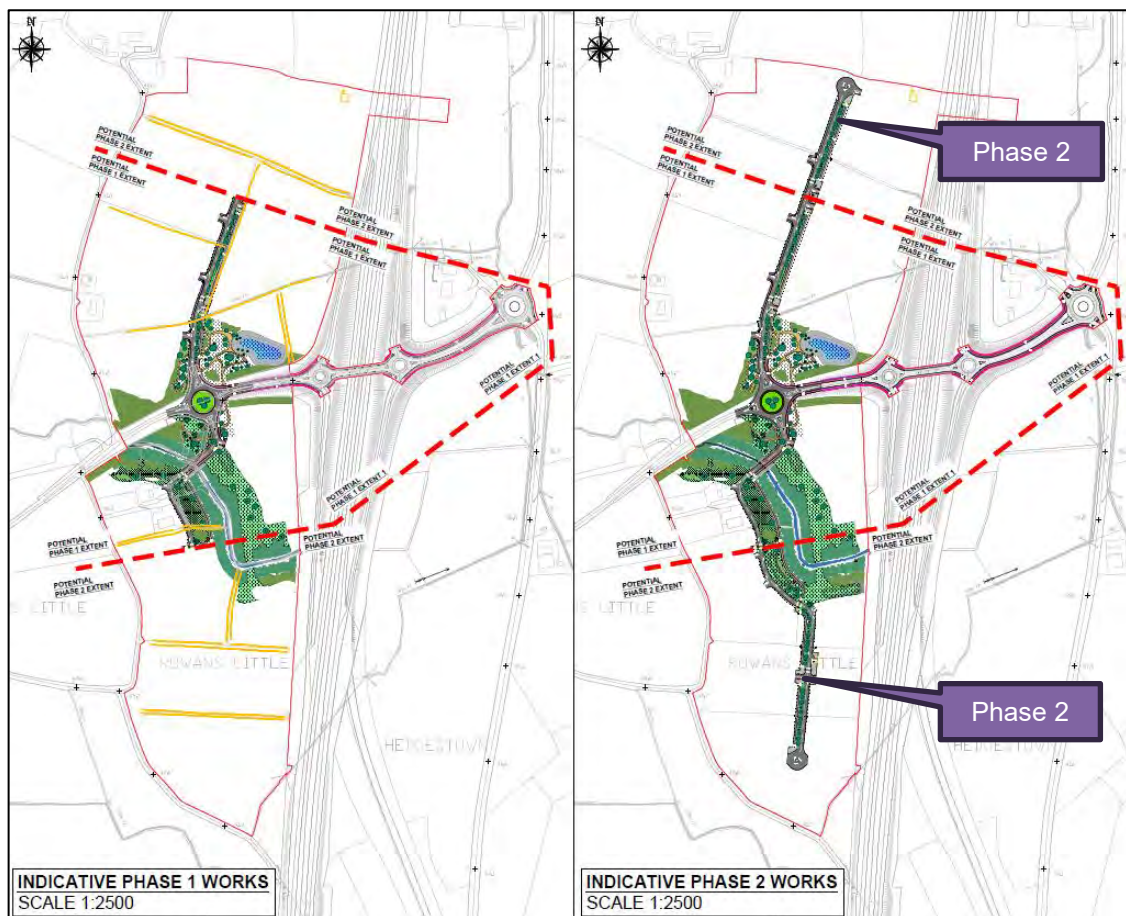 N
POTENTIAL
PHASE 2 EXTENT
POTENTIAL
PHASE 1 EXTENT
POTENTIAL
PHASE 2 EXTENT
POTENTIAL
PHASE 1 EXTENT
POTENTIAL
PHASE 1 EXTENT 1
POTENTIAL
PHASE 1 EXTENT
POTENTIAL
PHASE 2 EXTENT
POTENTIAL
PHASE 1 EXTENT 1
POTENTIAL
PHASE 2 EXTENT
S LITTLE
ROWANS LITTLE
INDICATIVE PHASE 1 WORKS
SCALE 1:2500
N
Phase 2
POTENTIAL
PHASE 2 EXTENT
POTENTIAL
PHASE 1 EXTENT
POTENTIAL
PHASE 2 EXTENT
POTENTIAL
PHASE 1 EXTENT
POTENTIAL
PHASE 1 EXTENT 1
POTENTIAL
PHASE 1 EXTENT
POTENTIAL
PHASE 2 EXTENT
POTENTIAL
PHASE 1 EXTENT 1
POTENTIAL
PHASE 2 EXTENT
S LITTLE
ROWANS LITTLE
Phase 2
INDICATIVE PHASE 2 WORKS
SCALE 1:2500